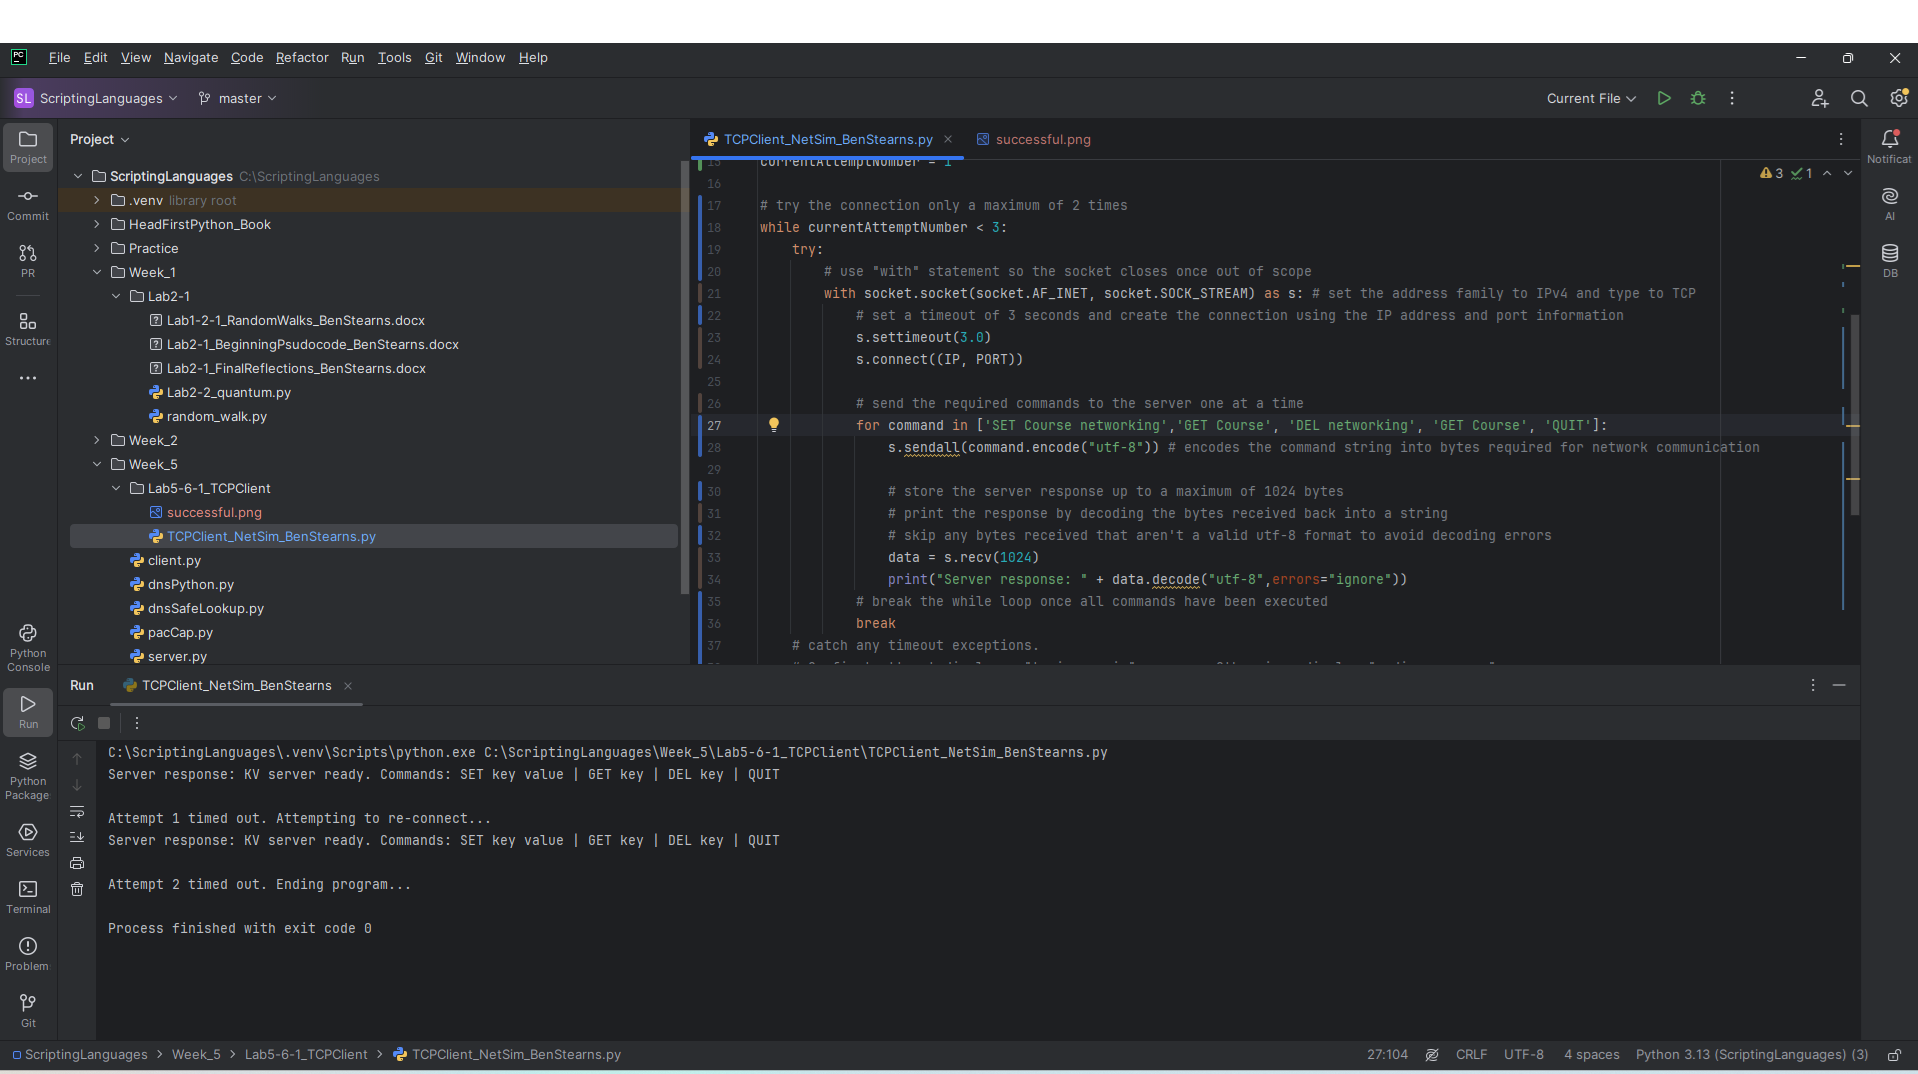 PC File Edit View Navigate Code Refactor Run Tools Git Window Help
SL ScriptingLanguages master Current File
Project
Project
Commit
PR
Structure
ScriptingLanguages C:\ScriptingLanguages
.venv library root
HeadFirstPython_Book
Practice
Week_1
Lab2-1
Lab1-2-1_RandomWalks_BenStearns.docx
Lab2-1_BeginningPsudocode_BenStearns.docx
Lab2-1_FinalReflections_BenStearns.docx
Lab2-2_quantum.py
random_walk.py
Week_2
Week_5
Lab5-6-1_TCPClient
successful.png
TCPClient_NetSim_BenStearns.py
client.py
dnsPython.py
dnsSafeLookup.py
pacCap.py
server.py
TCPClient_NetSim_BenStearns.py successful.png
3 1
15 currentAttemptNumber = 1
16
17 # try the connection only a maximum of 2 times
18 while currentAttemptNumber < 3:
19 try:
20 # use "with" statement so the socket closes once out of scope
21 with socket.socket(socket.AF_INET, socket.SOCK_STREAM) as s: # set the address family to IPv4 and type to TCP
22 # set a timeout of 3 seconds and create the connection using the IP address and port information
23 s.settimeout(3.0)
24 s.connect((IP, PORT))
25
26 # send the required commands to the server one at a time
27 for command in ['SET Course networking','GET Course', 'DEL networking', 'GET Course', 'QUIT']:
28 s.sendall(command.encode("utf-8")) # encodes the command string into bytes required for network communication
29
30 # store the server response up to a maximum of 1024 bytes
31 # print the response by decoding the bytes received back into a string
32 # skip any bytes received that aren't a valid utf-8 format to avoid decoding errors
33 data = s.recv(1024)
34 print("Server response: " + data.decode("utf-8",errors="ignore"))
35 # break the while loop once all commands have been executed
36 break
37 # catch any timeout exceptions.
Notificat
AI
DB
Python Console
Run
Python Package
Services
Terminal
Problem
Git
Run TCPClient_NetSim_BenStearns
C:\ScriptingLanguages\.venv\Scripts\python.exe C:\ScriptingLanguages\Week_5\Lab5-6-1_TCPClient\TCPClient_NetSim_BenStearns.py
Server response: KV server ready. Commands: SET key value | GET key | DEL key | QUIT
Attempt 1 timed out. Attempting to re-connect...
Server response: KV server ready. Commands: SET key value | GET key | DEL key | QUIT
Attempt 2 timed out. Ending program...
Process finished with exit code 0
ScriptingLanguages > Week_5 > Lab5-6-1_TCPClient > TCPClient_NetSim_BenStearns.py 27:104 CRLF UTF-8 4 spaces Python 3.13 (ScriptingLanguages) (3)